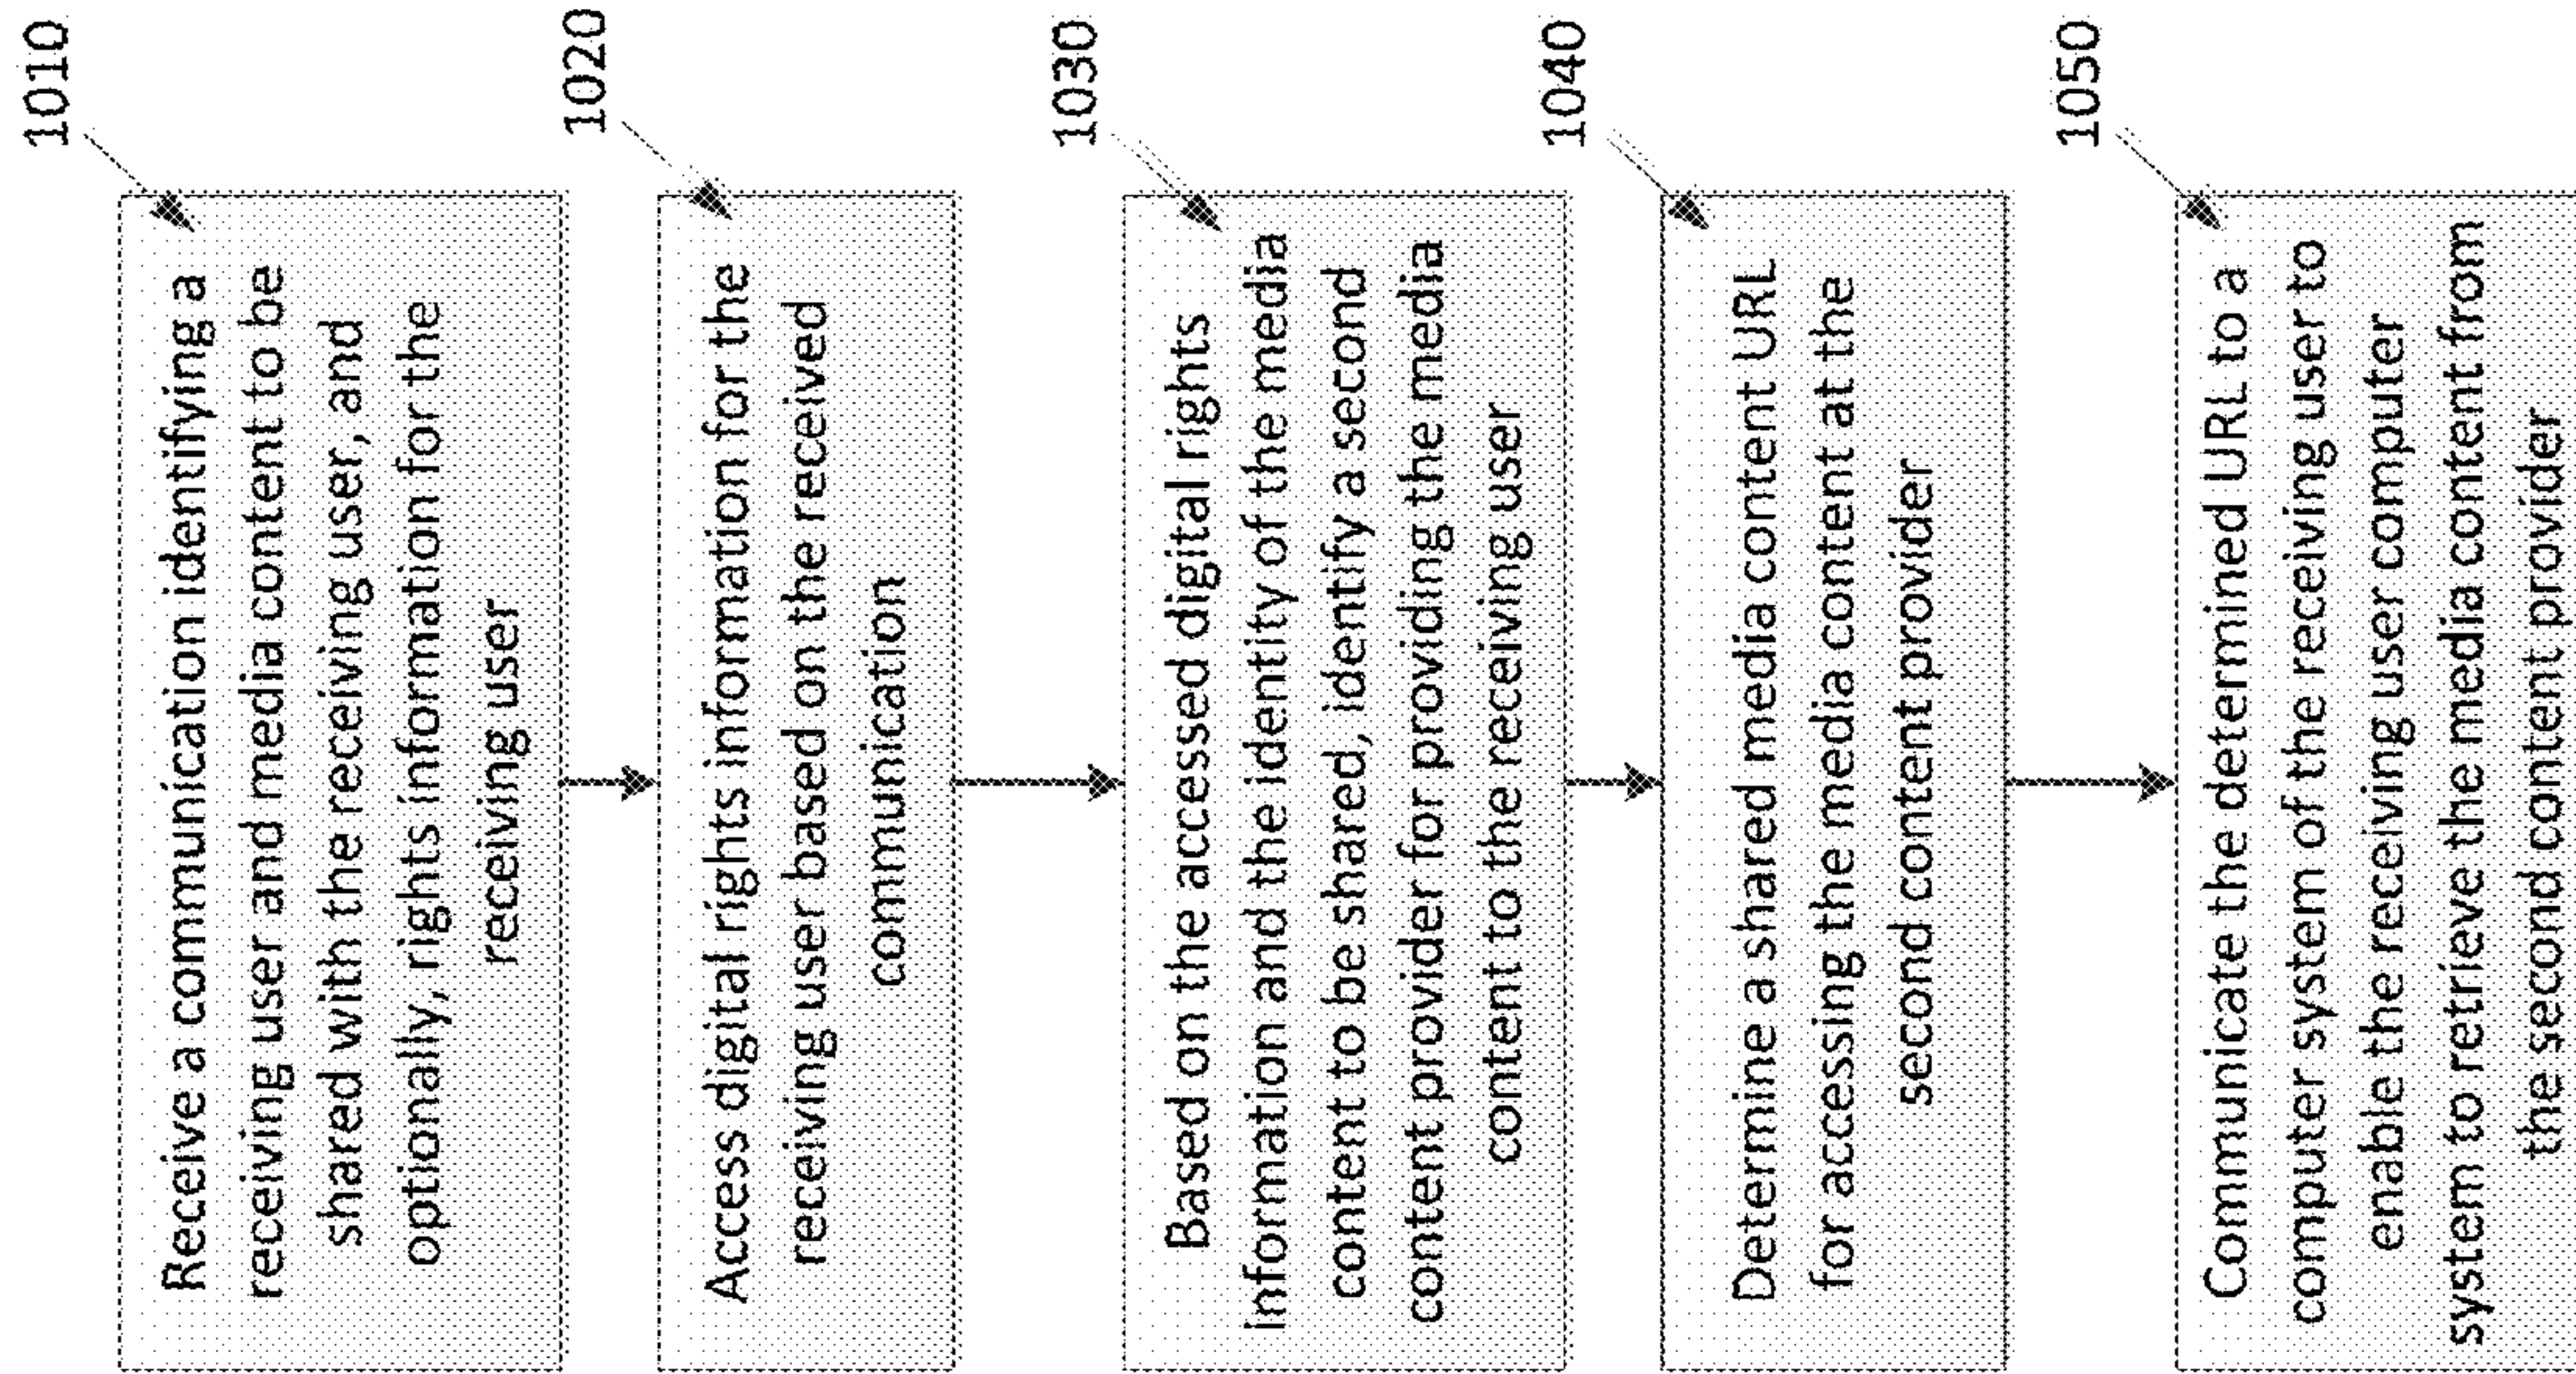 1010
Receive a communication identifying a
receiving user and media content to be
shared with the receiving user, and
optionally, rights information for the
receiving user
1020
Access digital rights information for the
receiving user based on the received
communication
1030
Based on the accessed digital rights
information and the identity of the media
content to be shared, identify a second
content provider for providing the media
content to the receiving user
1040
Determine a shared media content URL
for accessing the media content at the
second content provider
1050
Communicate the determined URL to a
computer system of the receiving user to
enable the receiving user computer
system to retrieve the media content from
the second content provider